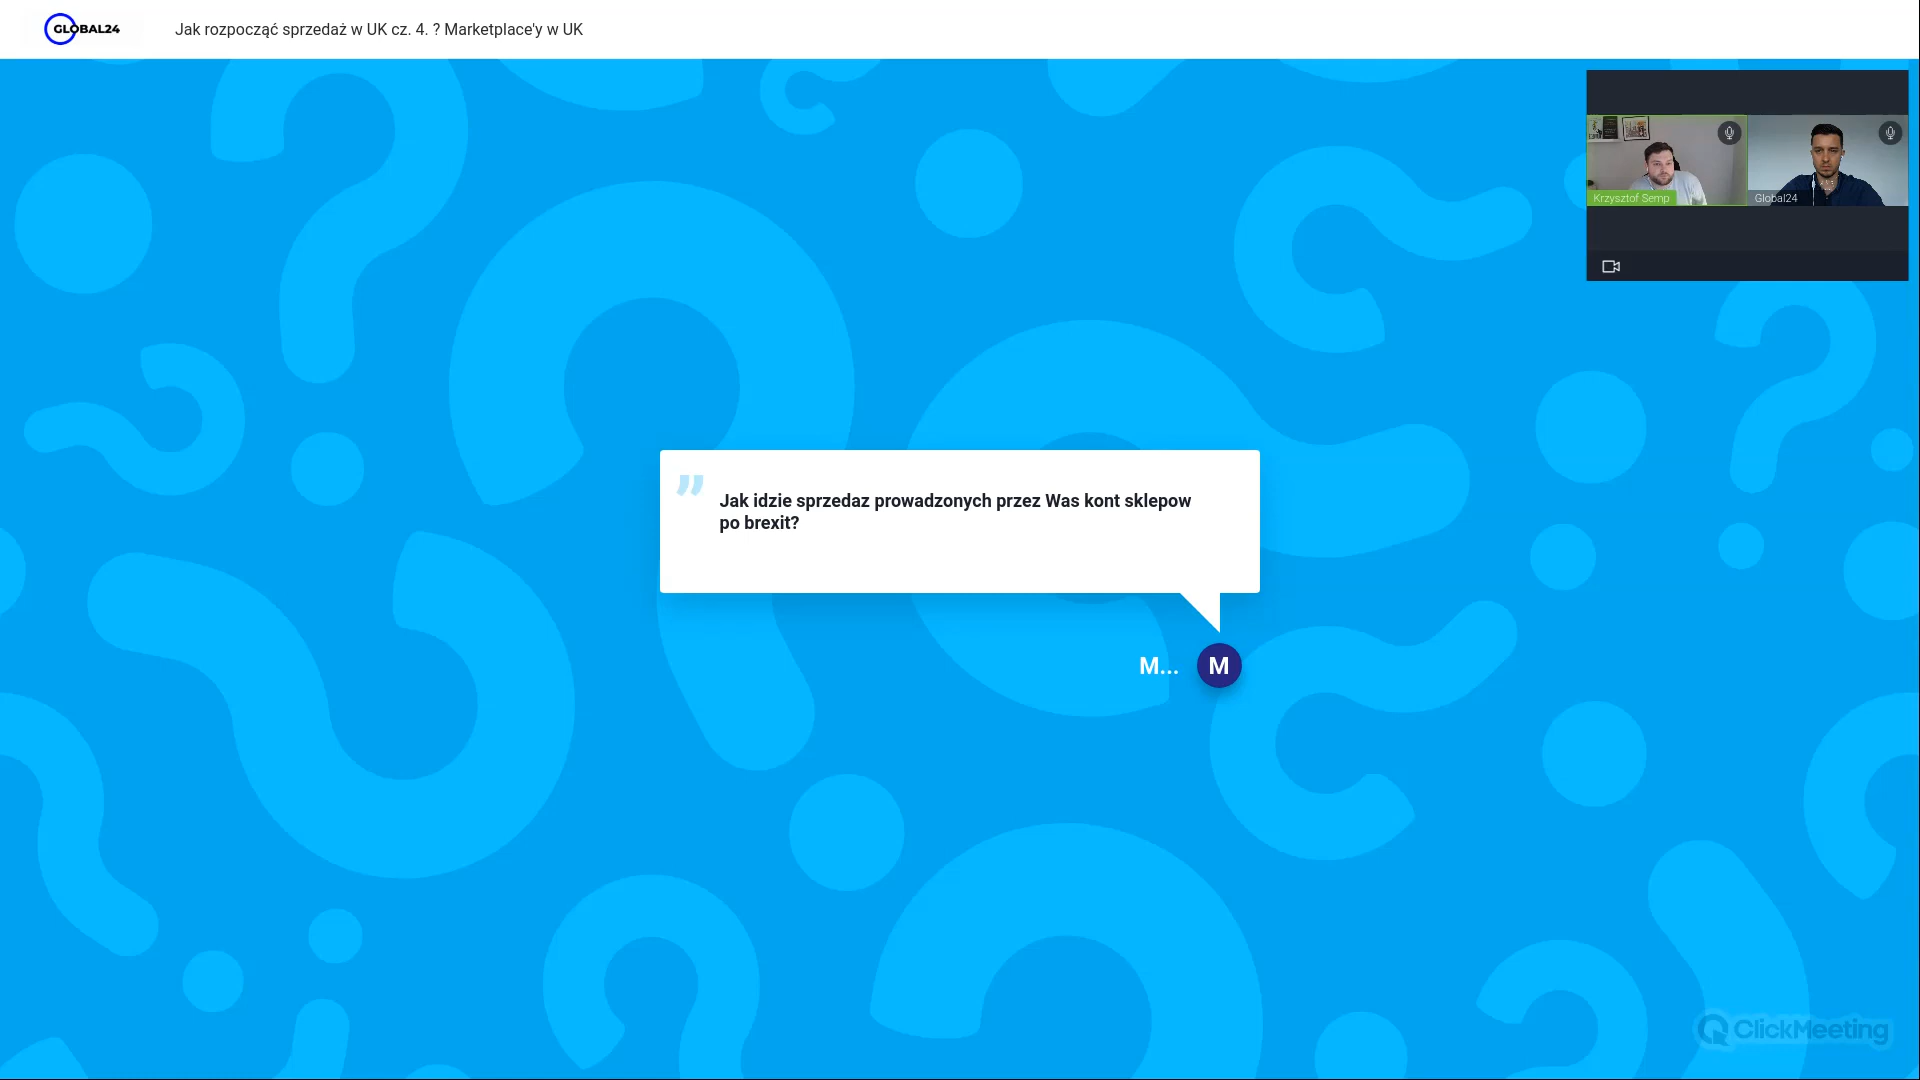 GLOBAL24
Jak rozpocząć sprzedaż w UK cz. 4. ? Marketplace'y w UK
Krzysztof Semp
Global24
Jak idzie sprzedaz prowadzonych przez Was kont sklepow
po brexit?
M... M
ClickMeeting